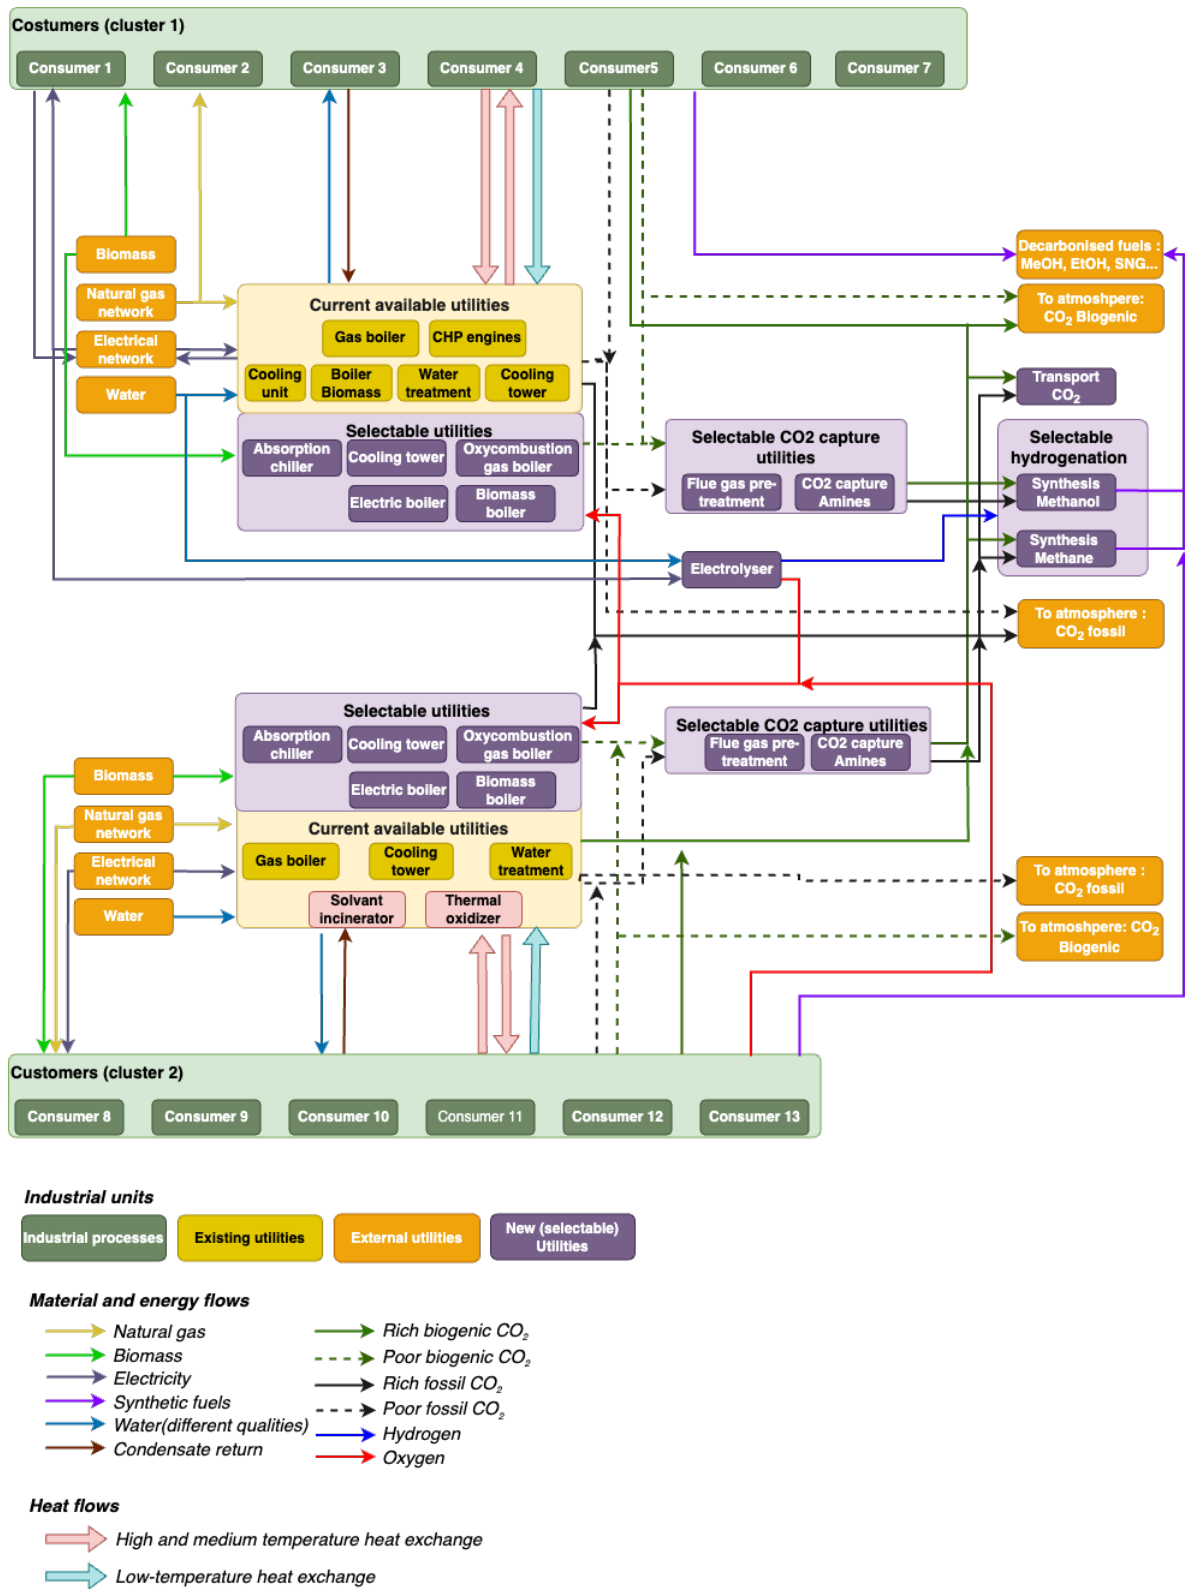 Costumers (cluster 1)
Consumer 1
Consumer 2
Consumer 3
Consumer 4
Consumer5
Consumer 6
Consumer 7
Biomass
Natural gas
network
Electrical
network
Water
Current available utilities
Gas boiler
CHP engines
Cooling
unit
Boiler
Biomass
Water
treatment
Cooling
tower
Selectable utilities
Absorption
chiller
Cooling tower
Oxycombustion
gas boiler
Electric boiler
Biomass
boiler
Decarbonised fuels :
MeOH, EtOH, SNG...
To atmoshpere:
CO2 Biogenic
Transport
CO2
Selectable CO2 capture
utilities
Flue gas pre-
treatment
CO2 capture
Amines
Selectable
hydrogenation
Synthesis
Methanol
Synthesis
Methane
Electrolyser
To atmosphere :
CO2 fossil
Selectable utilities
Absorption
chiller
Cooling tower
Oxycombustion
gas boiler
Electric boiler
Biomass
boiler
Selectable CO2 capture utilities
Flue gas pre-
treatment
CO2 capture
Amines
Biomass
Natural gas
network
Electrical
network
Water
Current available utilities
Gas boiler
Cooling
tower
Water
treatment
Solvant
incinerator
Thermal
oxidizer
To atmosphere :
CO2 fossil
To atmoshpere: CO2
Biogenic
Customers (cluster 2)
Consumer 8
Consumer 9
Consumer 10
Consumer 11
Consumer 12
Consumer 13
Industrial units
Industrial processes
Existing utilities
External utilities
New (selectable)
Utilities
Material and energy flows
Natural gas
Biomass
Electricity
Synthetic fuels
Water(different qualities)
Condensate return
Rich biogenic CO2
Poor biogenic CO2
Rich fossil CO2
Poor fossil CO2
Hydrogen
Oxygen
Heat flows
High and medium temperature heat exchange
Low-temperature heat exchange